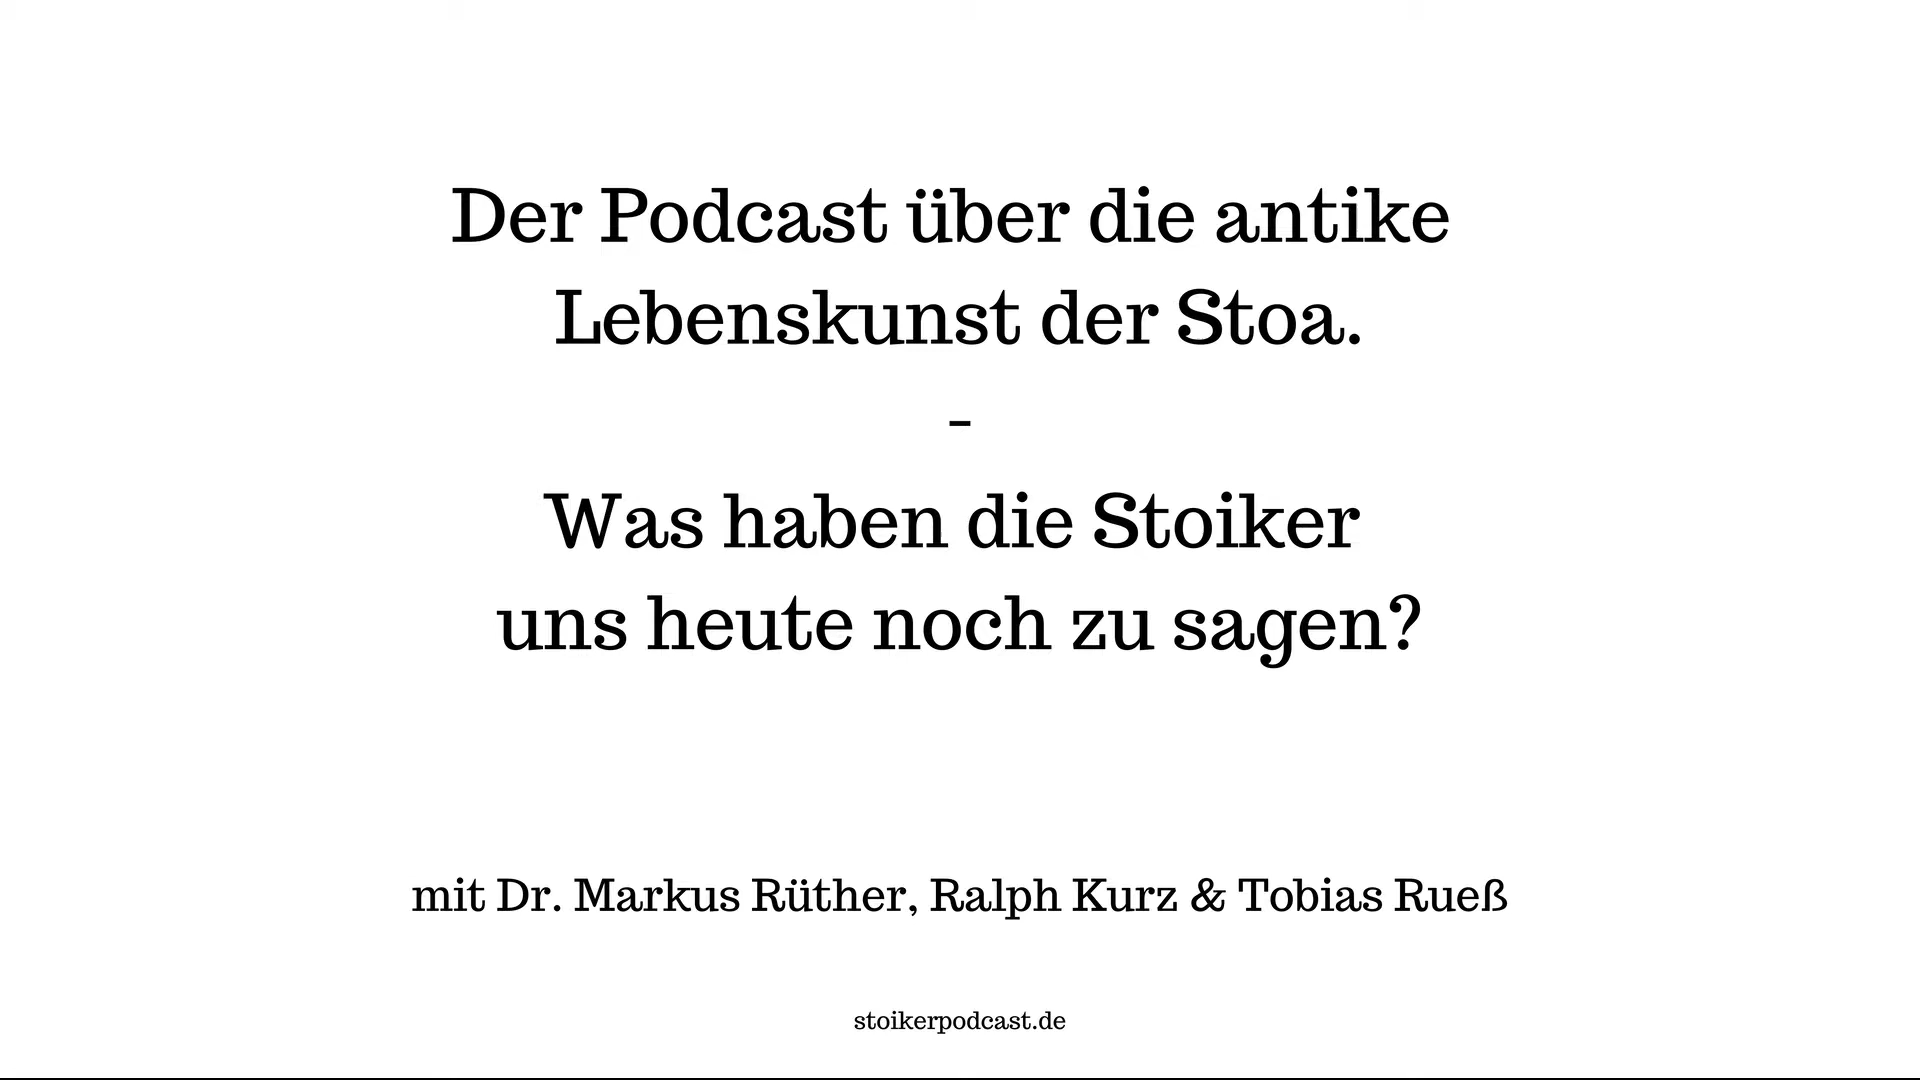 Der Podcast über die antike
Lebenskunst der Stoa.
-
Was haben die Stoiker
uns heute noch zu sagen?
mit Dr. Markus Rüther, Ralph Kurz & Tobias Rueß
stoikerpodcast.de